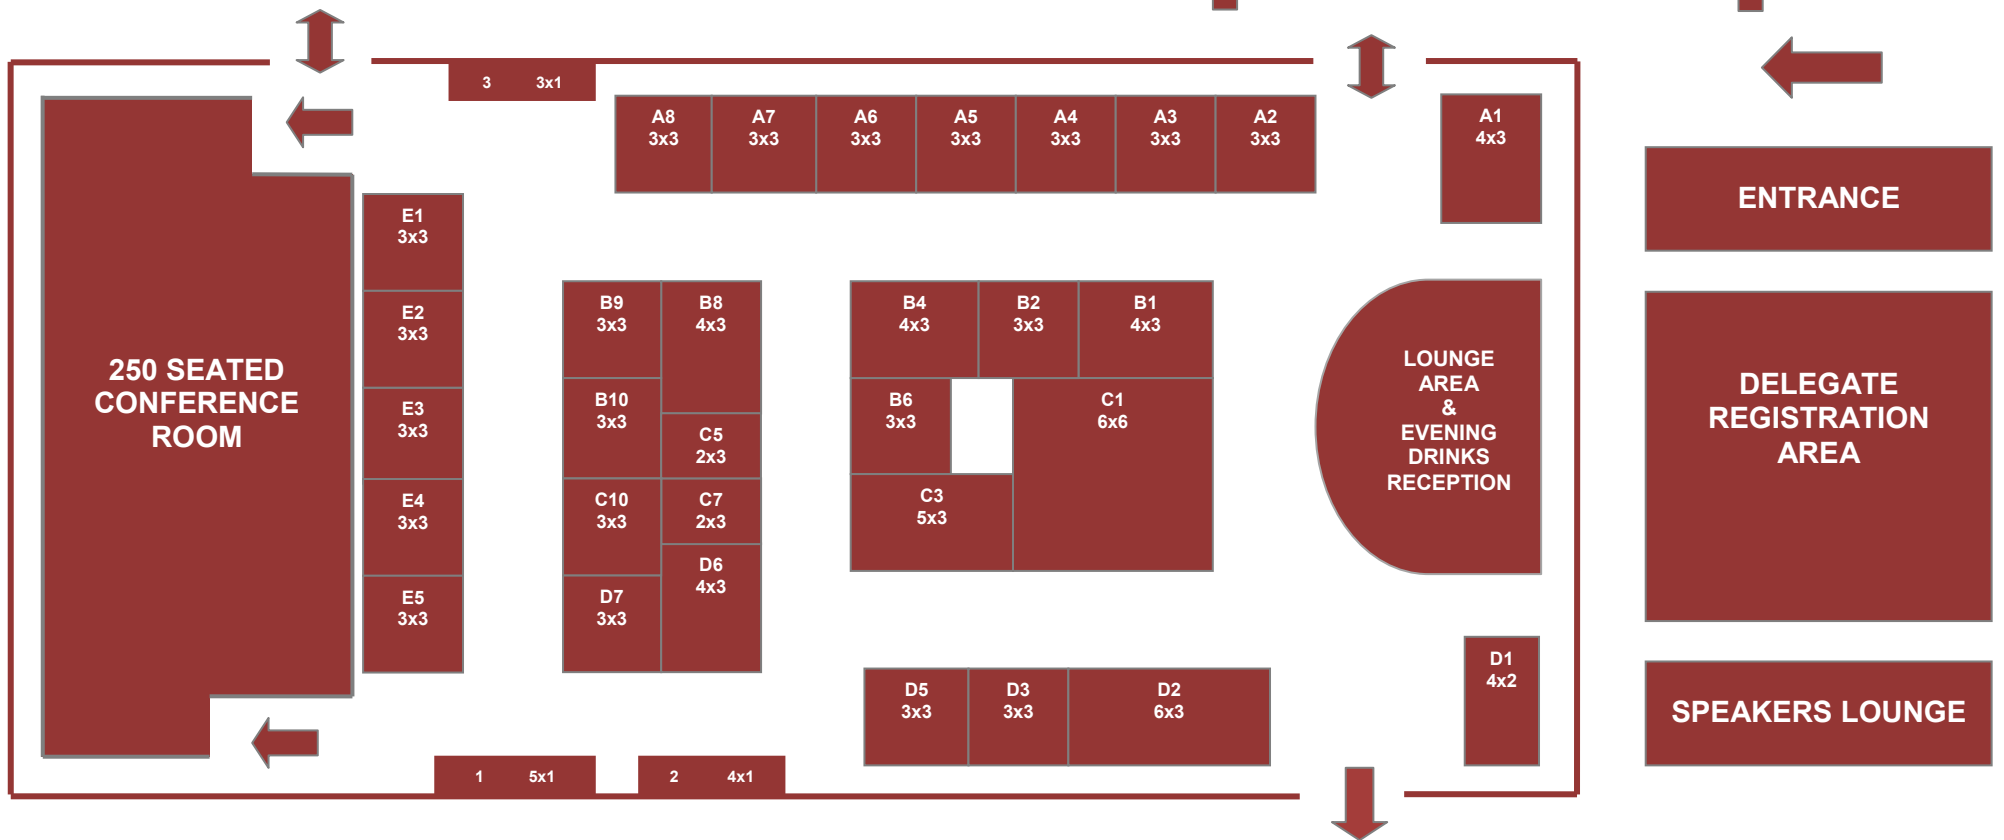 3 3x1
A8
3x3
A7
3x3
A6
3x3
A5
3x3
A4
3x3
A3
3x3
A2
3x3
A1
4x3
ENTRANCE
E1
3x3
E2
3x3
E3
3x3
E4
3x3
E5
3x3
250 SEATED
CONFERENCE
ROOM
B9
3x3
B8
4x3
B10
3x3
C5
2x3
C10
3x3
C7
2x3
D6
4x3
D7
3x3
B4
4x3
B2
3x3
B1
4x3
B6
3x3
C1
6x6
C3
5x3
LOUNGE
AREA
&
EVENING
DRINKS
RECEPTION
DELEGATE
REGISTRATION
AREA
D5
3x3
D3
3x3
D2
6x3
D1
4x2
SPEAKERS LOUNGE
1 5x1
2 4x1